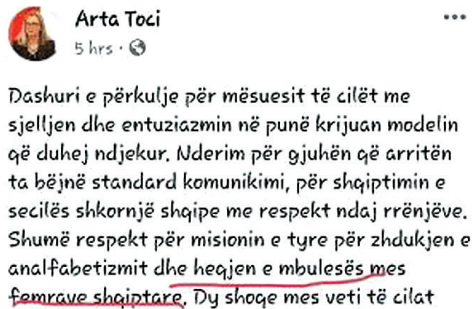 Arta Toci
5 hrs ·
Dashuri e përkulje për mësuesit të cilët me
sjelljen dhe entuziazmin në punë krijuan modelin
që duhej ndjekur. Nderim për gjuhën që arritën
ta bëjnë standard komunikimi, për shqiptimin e
secilës shkornjë shqipe me respekt ndaj rrënjëve.
Shumë respekt për misionin e tyre për zhdukjen e
analfabetizmit dhe heqjen e mbulesës mes
femrave shqiptare. Dy shoqe mes veti të cilat